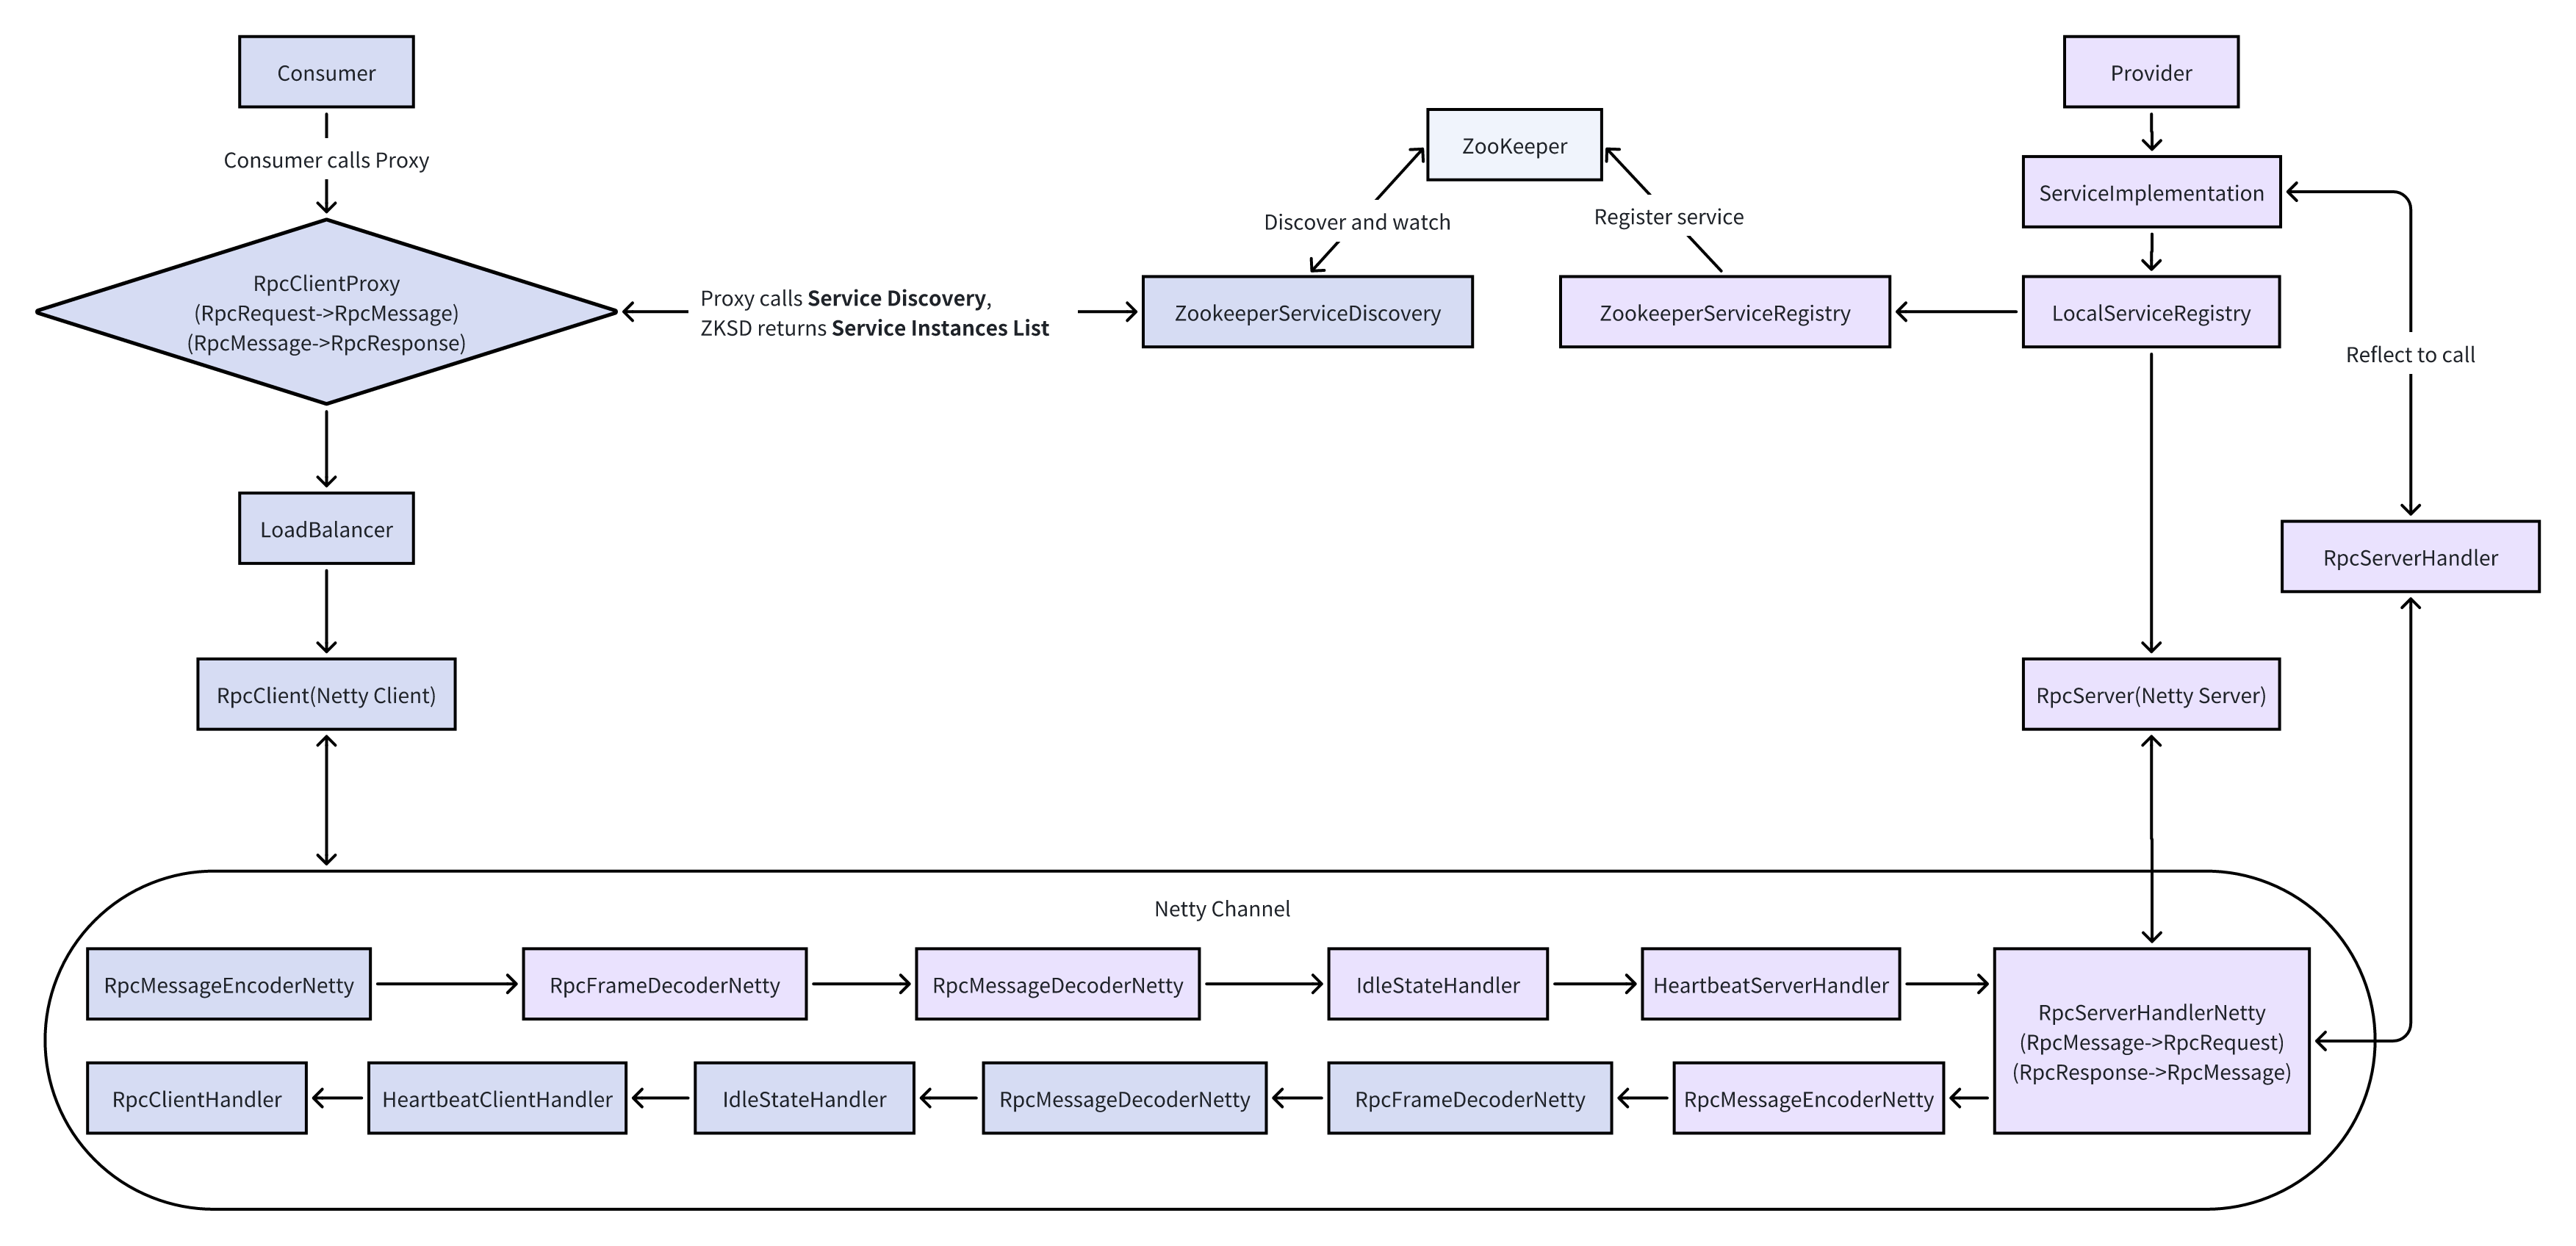 Consumer
Provider
ZooKeeper
Consumer calls Proxy
ServiceImplementation
Discover and watch
Register service
RpcClientProxy
(RpcRequest->RpcMessage)
(RpcMessage->RpcResponse)
Proxy calls Service Discovery,
ZKSD returns Service Instances List
ZookeeperServiceDiscovery
ZookeeperServiceRegistry
LocalServiceRegistry
Reflect to call
LoadBalancer
RpcServerHandler
RpcClient(Netty Client)
RpcServer(Netty Server)
Netty Channel
RpcMessageEncoderNetty
RpcFrameDecoderNetty
RpcMessageDecoderNetty
IdleStateHandler
HeartbeatServerHandler
RpcServerHandlerNetty
(RpcMessage->RpcRequest)
(RpcResponse->RpcMessage)
RpcClientHandler
HeartbeatClientHandler
IdleStateHandler
RpcMessageDecoderNetty
RpcFrameDecoderNetty
RpcMessageEncoderNetty